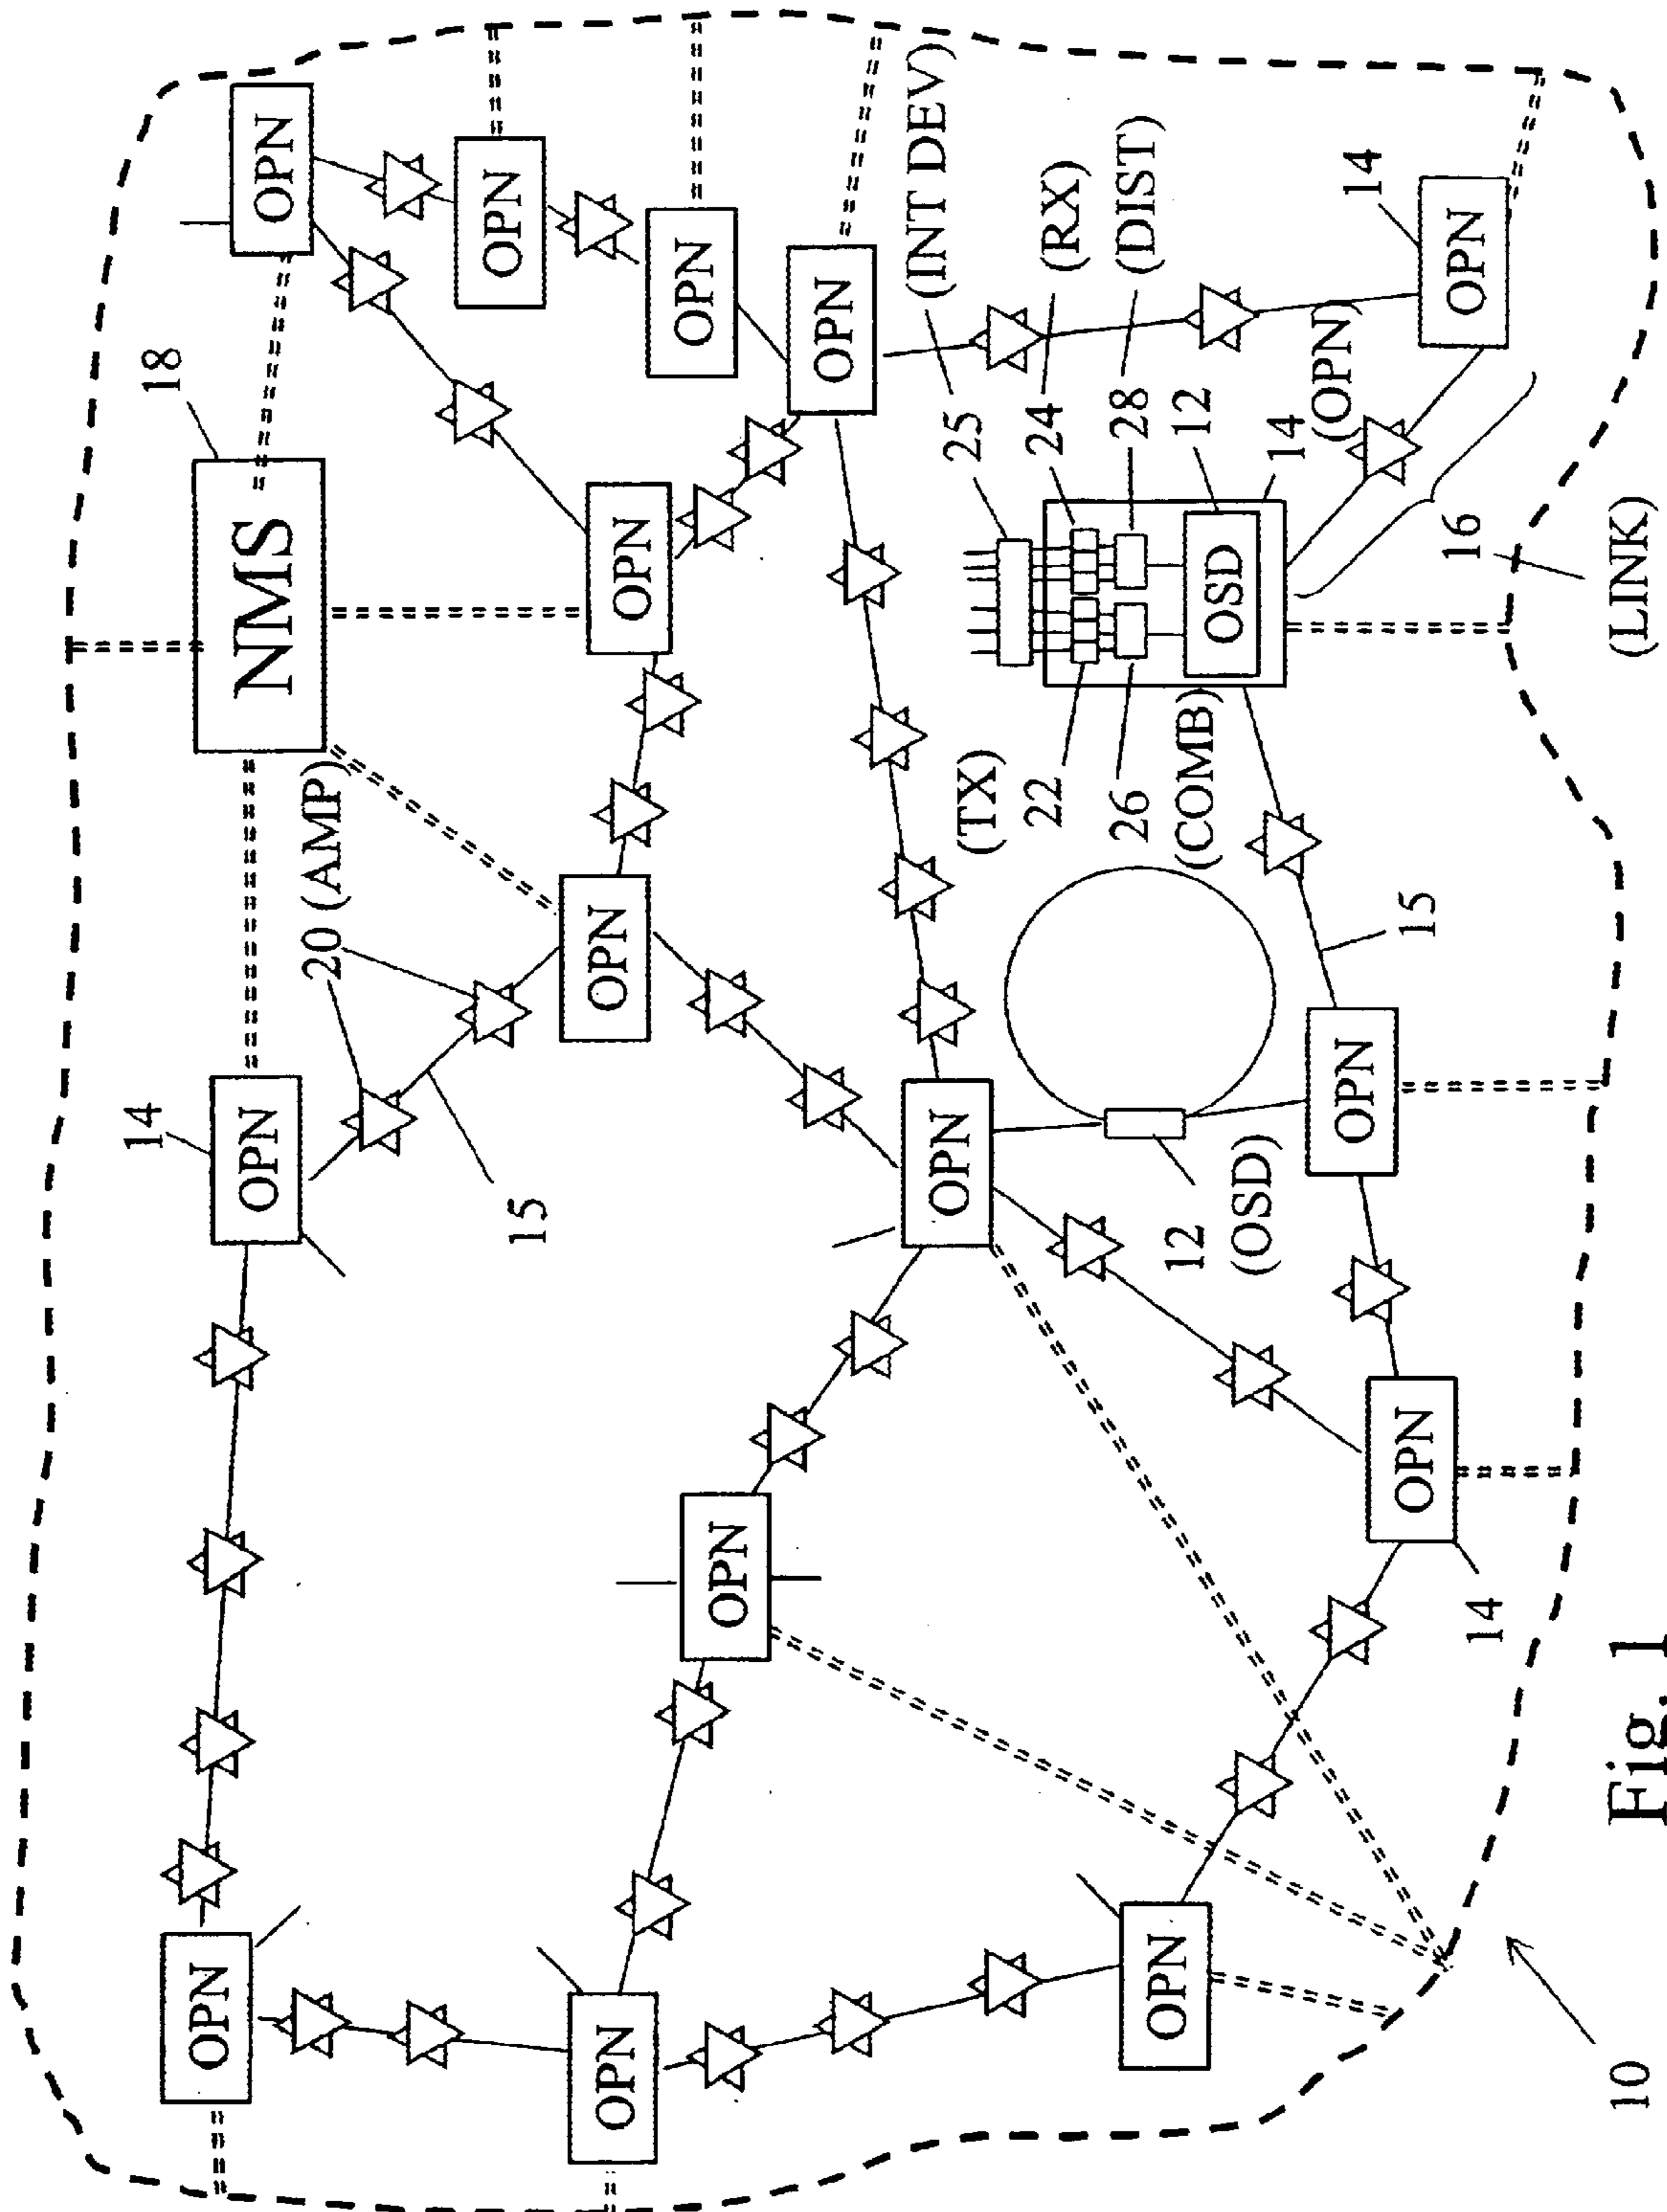 14
18
OPN
OPN
NMS
OPN
20 (AMP)
OPN
15
OPN
OPN
OPN
OPN
OPN
OPN
(INT DEV)
OPN
(TX)
25
22
24 (RX)
26
28 (DIST)
OPN
12
(COMB)
12
OSD
(OSD)
14
(OPN)
OPN
14
OPN
15
16
OPN
14
10
(LINK)
Fig. 1